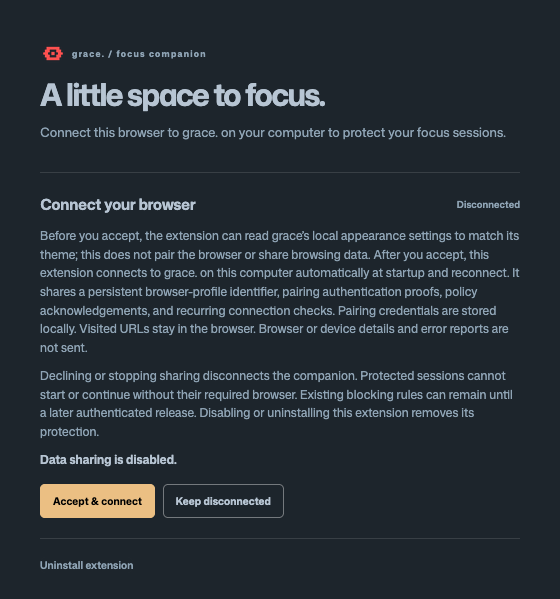 grace. / focus companion
A little space to focus.
Connect this browser to grace. on your computer to protect your focus sessions.
Connect your browser
Disconnected
Before you accept, the extension can read grace's local appearance settings to match its
theme; this does not pair the browser or share browsing data. After you accept, this
extension connects to grace. on this computer automatically at startup and reconnect. It
shares a persistent browser-profile identifier, pairing authentication proofs, policy
acknowledgements, and recurring connection checks. Pairing credentials are stored
locally. Visited URLs stay in the browser. Browser or device details and error reports are
not sent.
Declining or stopping sharing disconnects the companion. Protected sessions cannot
start or continue without their required browser. Existing blocking rules can remain until
a later authenticated release. Disabling or uninstalling this extension removes its
protection.
Data sharing is disabled.
Accept & connect
Keep disconnected
Uninstall extension